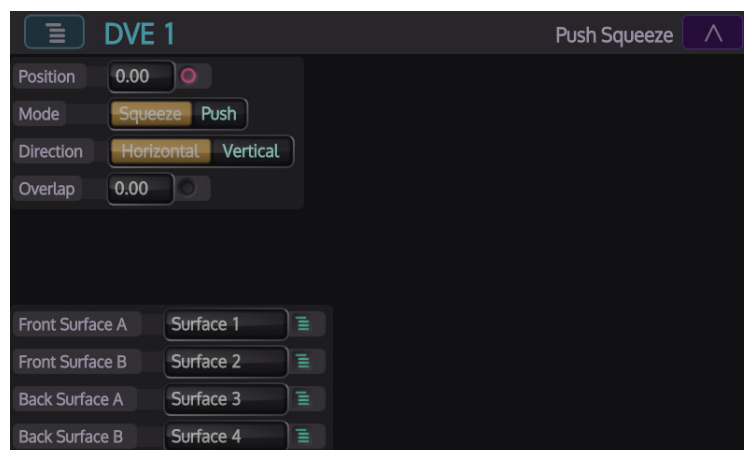 DVE 1 Push Squeeze
Position 0.00
Mode Squeeze Push
Direction Horizontal Vertical
Overlap 0.00
Front Surface A Surface 1
Front Surface B Surface 2
Back Surface A Surface 3
Back Surface B Surface 4